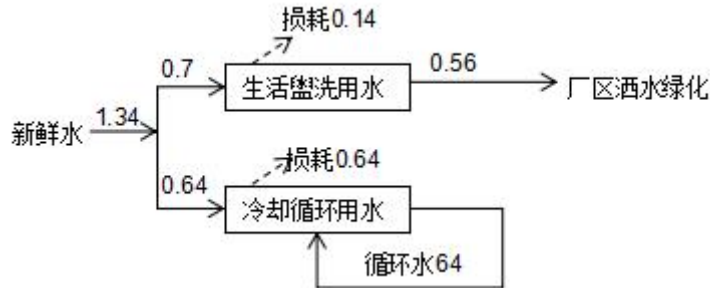 损耗0.14
0.7
生活盥洗用水
0.56
厂区洒水绿化
新鲜水
1.34
损耗0.64
0.64
冷却循环用水
循环水64